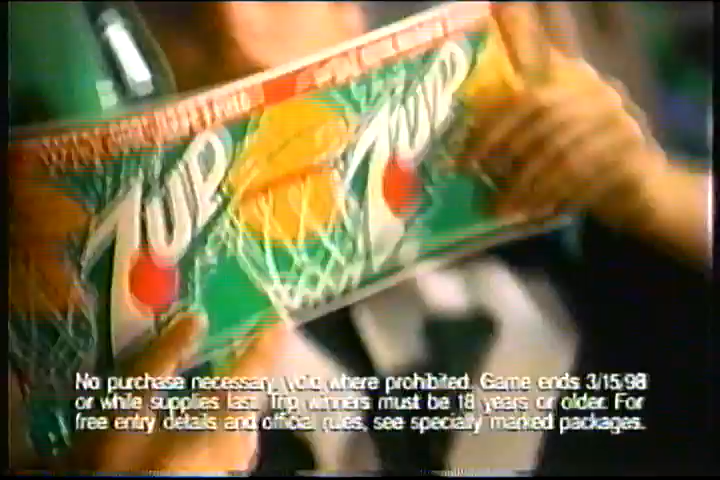 7UP 7UP
No purchase necessary. Void where prohibited. Game ends 3/15/98
or while supplies last. Trip winners must be 18 years or older. For
free entry details and official rules, see specially marked packages.